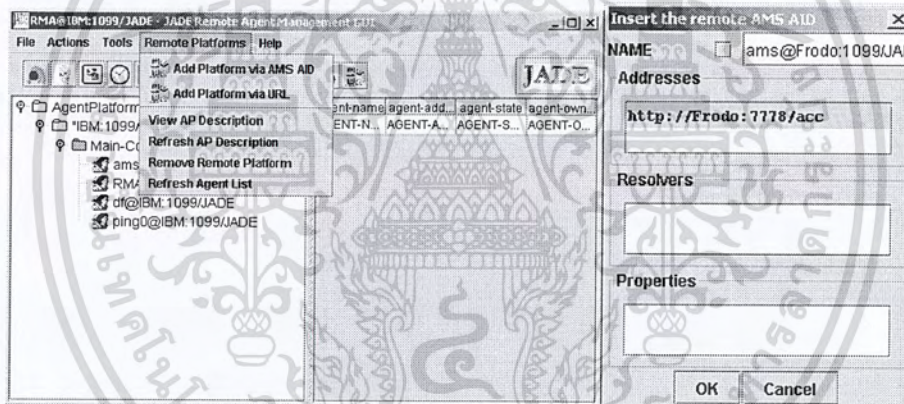 RMA@IBM:1099/JADE - JADE Remote Agent Management GUI
File Actions Tools Remote Platforms Help
Add Platform via AMS AID
Add Platform via URL
View AP Description
Refresh AP Description
Remove Remote Platform
Refresh Agent List
JADE
AgentPlatform
"IBM:1099/
Main-Co
ams
RMA
df@IBM:1099/JADE
ping0@IBM:1099/JADE
ent-name agent-add... agent-state agent-own...
ENT-N... AGENT-A... AGENT-S... AGENT-O...
Insert the remote AMS AID
NAME ams@Frodo:1099/JA
Addresses
http://Frodo:7778/acc
Resolvers
Properties
OK Cancel